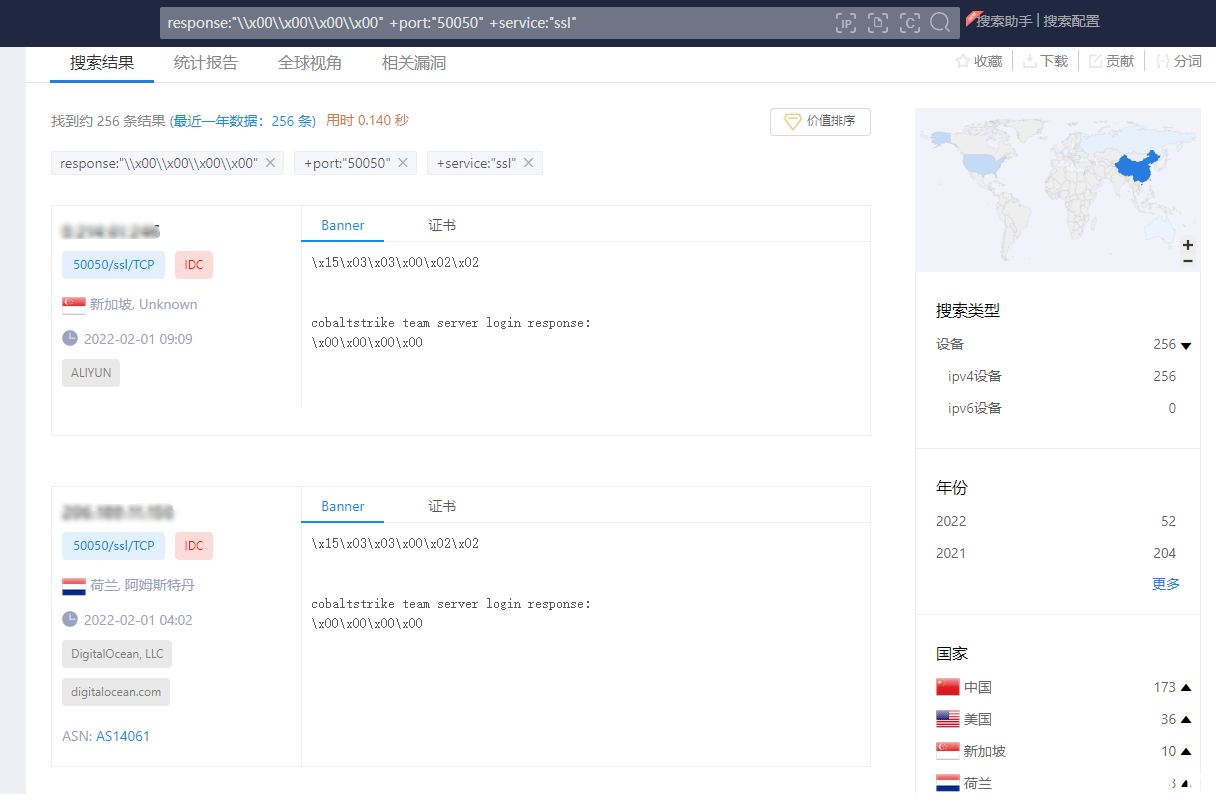 response:"\\x00\\x00\\x00\\x00" +port:"50050" +service:"ssl"
搜索助手 | 搜索配置
搜索结果 统计报告 全球视角 相关漏洞
收藏 下载 贡献 分词
找到约 256 条结果 (最近一年数据：256 条) 用时 0.140 秒
价值排序
response:"\\x00\\x00\\x00\\x00" ✕ +port:"50050" ✕ +service:"ssl" ✕
50050/ssl/TCP IDC
新加坡, Unknown
2022-02-01 09:09
ALIYUN
Banner 证书
\x15\x03\x03\x00\x02\x02
cobaltstrike team server login response:
\x00\x00\x00\x00
50050/ssl/TCP IDC
荷兰, 阿姆斯特丹
2022-02-01 04:02
DigitalOcean, LLC
digitalocean.com
ASN: AS14061
Banner 证书
\x15\x03\x03\x00\x02\x02
cobaltstrike team server login response:
\x00\x00\x00\x00
+
−
搜索类型
设备 256
ipv4设备 256
ipv6设备 0
年份
2022 52
2021 204
更多
国家
中国 173
美国 36
新加坡 10
荷兰